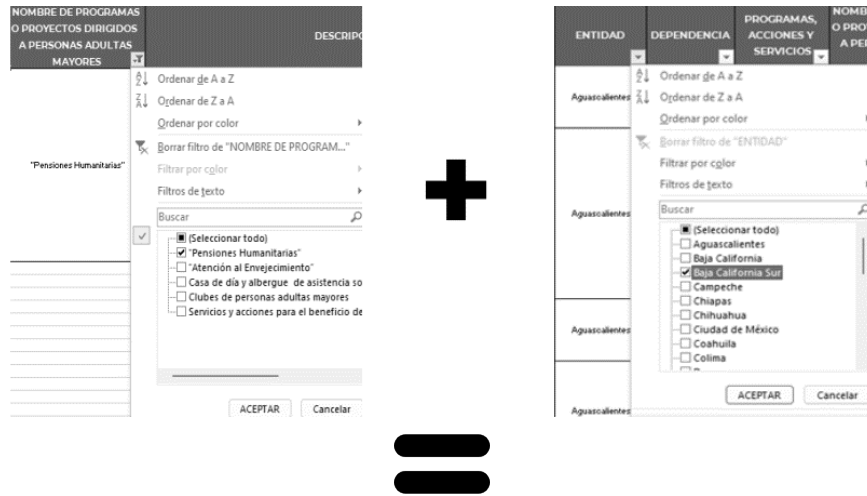 NOMBRE DE PROGRAMAS
O PROYECTOS DIRIGIDOS
A PERSONAS ADULTAS
MAYORES
DESCRIPC
Ordenar de A a Z
Ordenar de Z a A
Ordenar por color
Borrar filtro de "NOMBRE DE PROGRAM..."
Filtrar por color
Filtros de texto
Buscar
(Seleccionar todo)
"Pensiones Humanitarias"
"Atención al Envejecimiento"
Casa de día y albergue de asistencia so
Clubes de personas adultas mayores
Servicios y acciones para el beneficio de
ACEPTAR
Cancelar
"Pensiones Humanitarias"
ENTIDAD
DEPENDENCIA
PROGRAMAS,
ACCIONES Y
SERVICIOS
NOMB
O PRO
A PE
Ordenar de A a Z
Ordenar de Z a A
Ordenar por color
Borrar filtro de "ENTIDAD"
Filtrar por color
Filtros de texto
Buscar
(Seleccionar todo)
Aguascalientes
Baja California
Baja California Sur
Campeche
Chiapas
Chihuahua
Ciudad de México
Coahuila
Colima
ACEPTAR
Cancelar
Aguascalientes
Aguascalientes
Aguascalientes
Aguascalientes